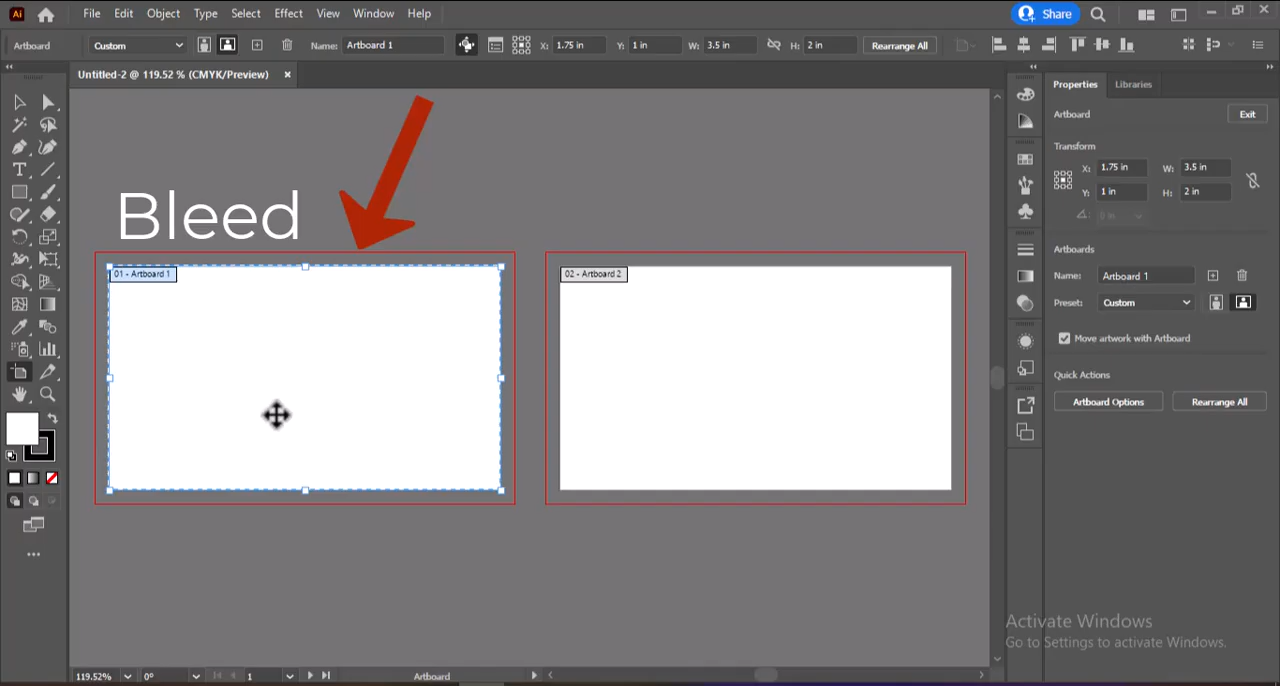 Ai File Edit Object Type Select Effect View Window Help Share
Artboard Custom Name: Artboard 1 X: 1.75 in Y: 1 in W: 3.5 in H: 2 in Rearrange All
Untitled-2 @ 119.52 % (CMYK/Preview) ×
Properties Libraries
Artboard Exit
Transform
X: 1.75 in W: 3.5 in
Y: 1 in H: 2 in
0°
Artboards
Name: Artboard 1
Preset: Custom
Move artwork with Artboard
Quick Actions
Artboard Options Rearrange All
Bleed
01 - Artboard 1
02 - Artboard 2
T
Activate Windows
Go to Settings to activate Windows.
119.52% 0° 1 Artboard